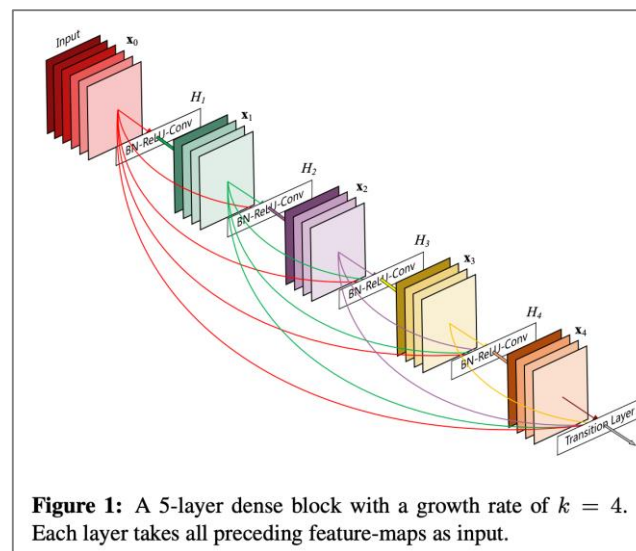 Input
x₀
H₁
BN-ReLU-Conv
x₁
H₂
BN-ReLU-Conv
x₂
H₃
BN-ReLU-Conv
x₃
H₄
BN-ReLU-Conv
x₄
Transition Layer
Figure 1: A 5-layer dense block with a growth rate of k = 4.
Each layer takes all preceding feature-maps as input.